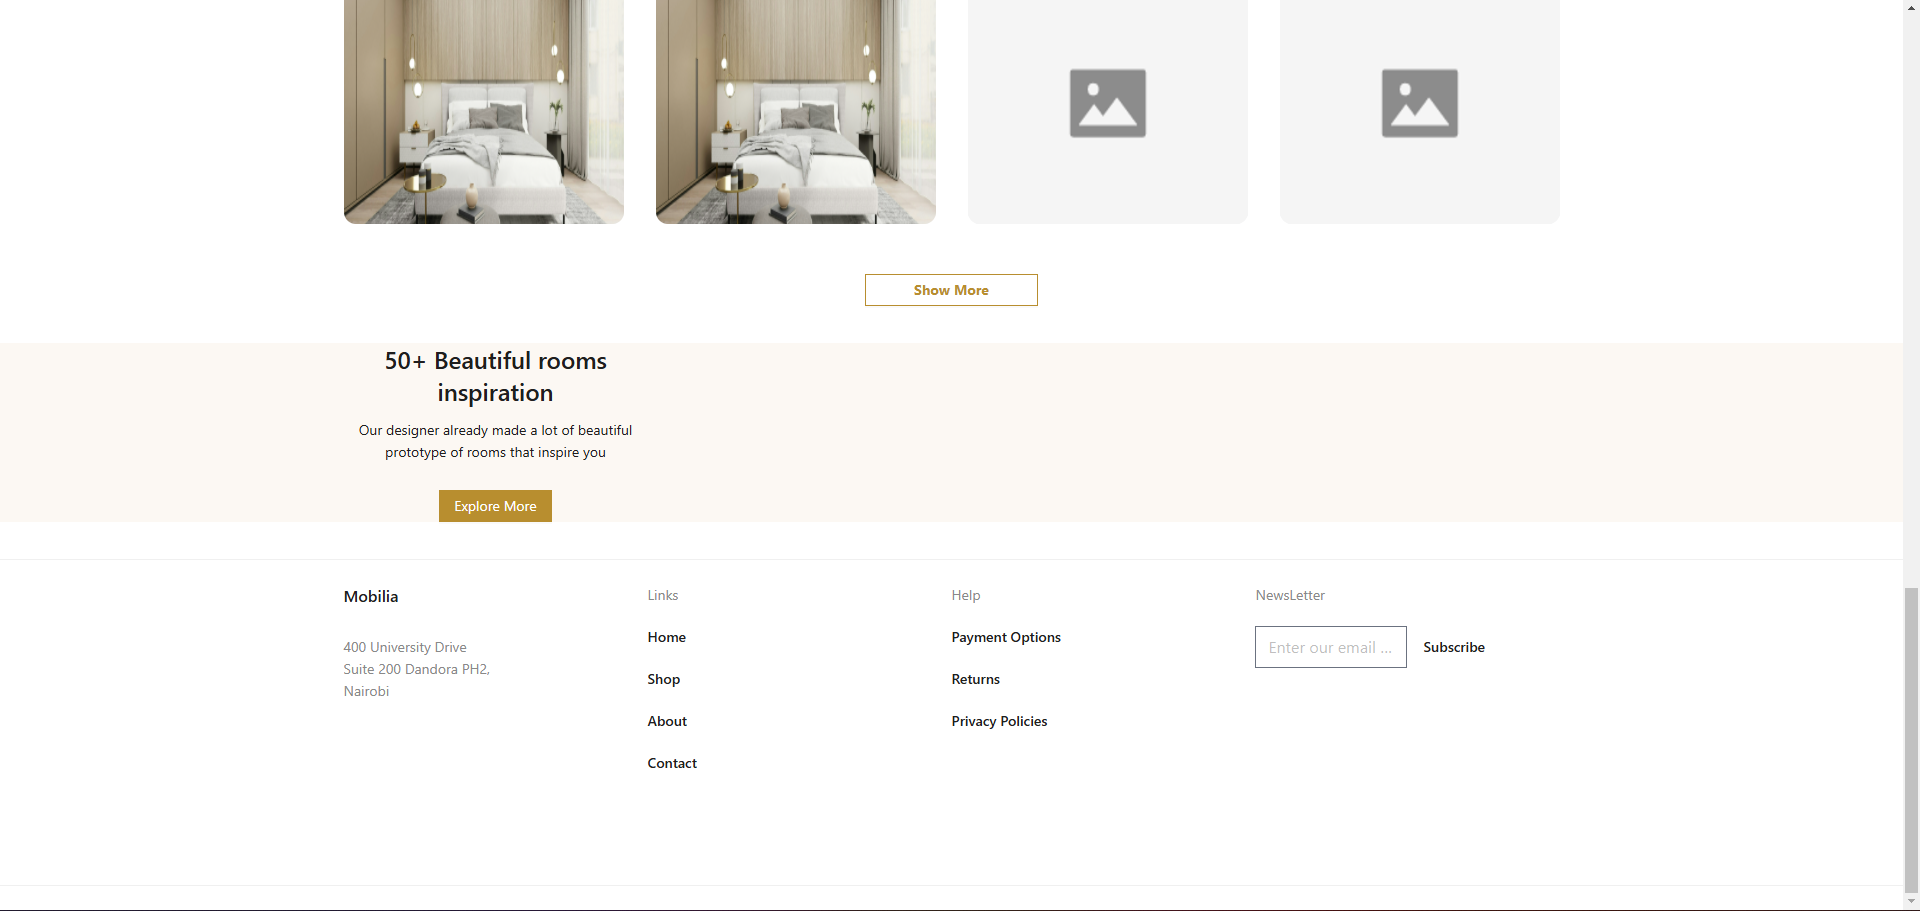 Show More
50+ Beautiful rooms
inspiration
Our designer already made a lot of beautiful
prototype of rooms that inspire you
Explore More
Mobilia
400 University Drive
Suite 200 Dandora PH2,
Nairobi
Links
Home
Shop
About
Contact
Help
Payment Options
Returns
Privacy Policies
NewsLetter
Enter our email ...
Subscribe